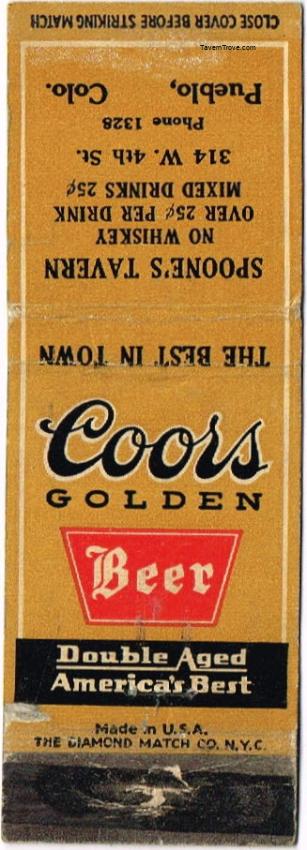 TavernTrove.com
CLOSE COVER BEFORE STRIKING MATCH
THE BEST IN TOWN
SPOONE'S TAVERN
NO WHISKEY
OVER 25¢ PER DRINK
MIXED DRINKS 25¢
314 W. 4th St.
Phone 1328
Pueblo, Colo.
Coors
GOLDEN
Beer
Double Aged
America's Best
Made in U.S.A.
THE DIAMOND MATCH CO. N.Y.C.